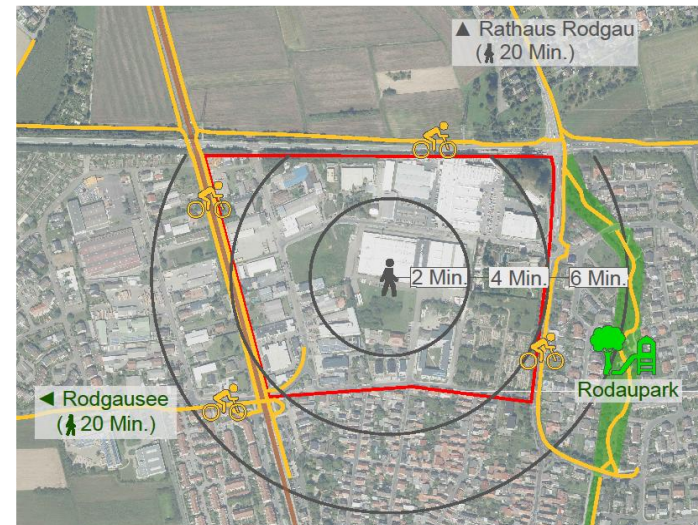 ▲ Rathaus Rodgau
(20 Min.)
2 Min.
4 Min.
6 Min.
Rodaupark
◄ Rodgausee
(20 Min.)